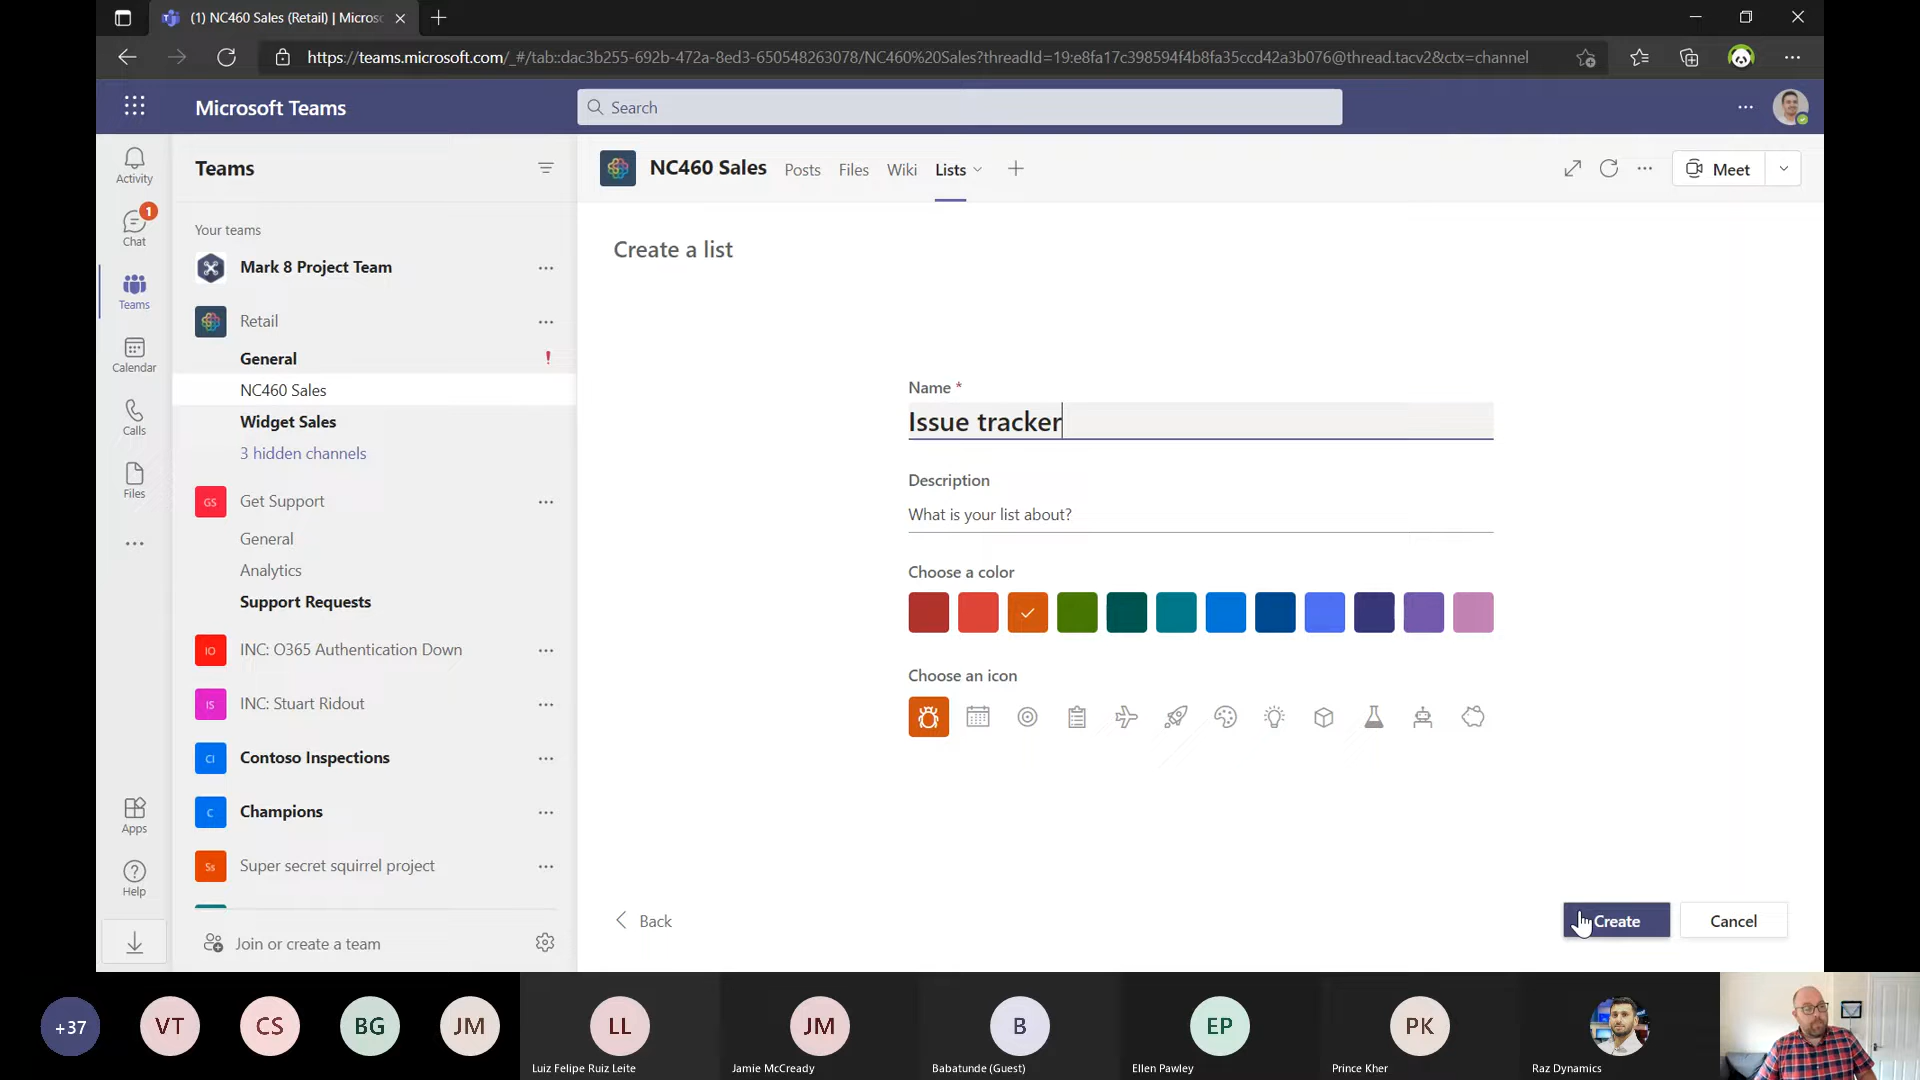 (1) NC460 Sales (Retail) | Micros
https://teams.microsoft.com/_#/tab::dac3b255-692b-472a-8ed3-650548263078/NC460%20Sales?threadId=19:e8fa17c398594f4b8fa35ccd42a3b076@thread.tacv2&ctx=channel
Microsoft Teams
Search
Activity
1
Chat
Teams
Calendar
Calls
Files
Apps
Help
Teams
Your teams
Mark 8 Project Team
Retail
General
NC460 Sales
Widget Sales
3 hidden channels
GS Get Support
General
Analytics
Support Requests
IO INC: O365 Authentication Down
IS INC: Stuart Ridout
CI Contoso Inspections
C Champions
Ss Super secret squirrel project
Join or create a team
NC460 Sales Posts Files Wiki Lists
Meet
Create a list
Name *
Issue tracker
Description
What is your list about?
Choose a color
Choose an icon
Back
Create
Cancel
+37 VT CS BG JM LL JM B EP PK
Luiz Felipe Ruiz Leite Jamie McCready Babatunde (Guest) Ellen Pawley Prince Kher Raz Dynamics